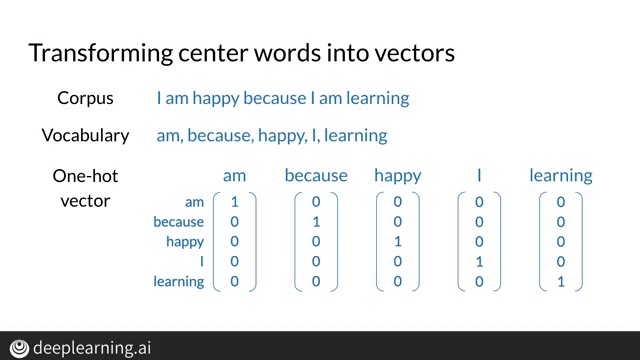 Transforming center words into vectors
Corpus I am happy because I am learning
Vocabulary am, because, happy, I, learning
One-hot vector am because happy I learning
am 1 0 0 0 0
because 0 1 0 0 0
happy 0 0 1 0 0
I 0 0 0 1 0
learning 0 0 0 0 1
deeplearning.ai